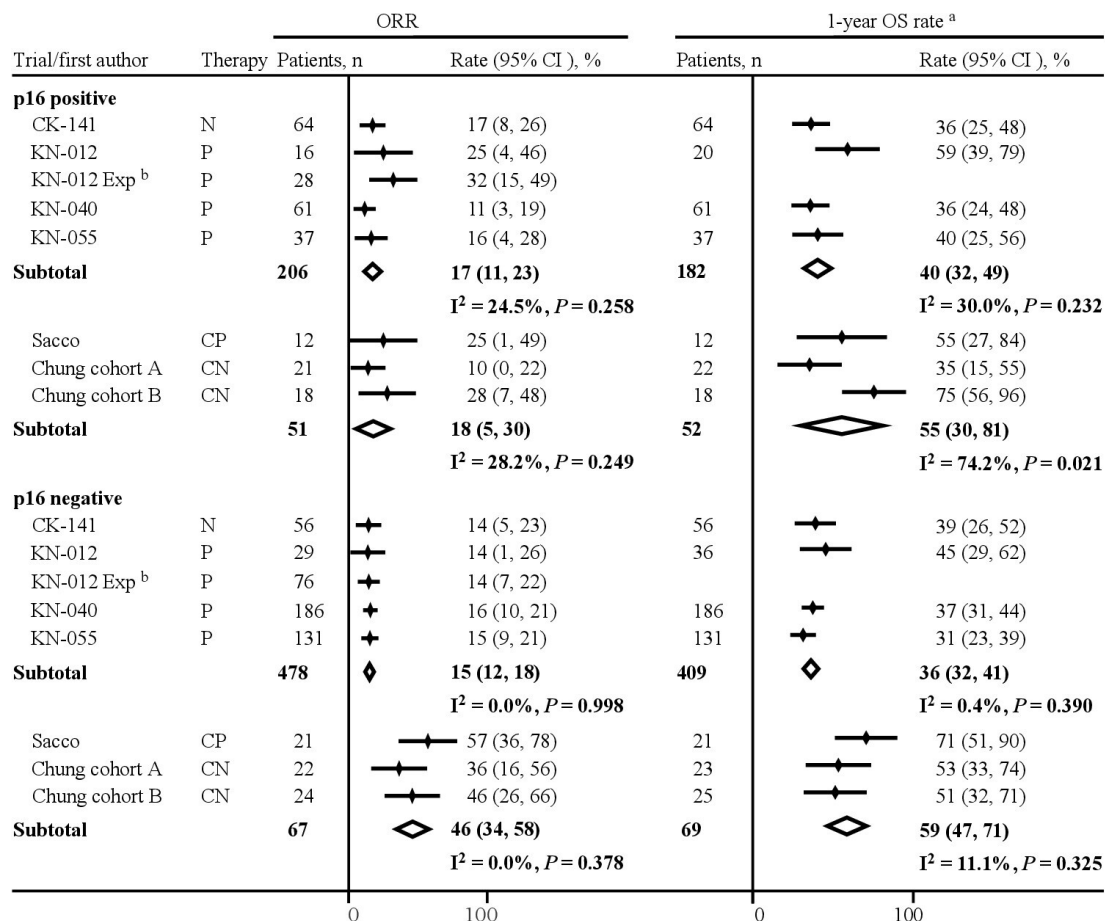 ORR 1-year OS rate a
Trial/first author Therapy Patients, n Rate (95% CI ), % Patients, n Rate (95% CI ), %
p16 positive
CK-141 N 64 17 (8, 26) 64 36 (25, 48)
KN-012 P 16 25 (4, 46) 20 59 (39, 79)
KN-012 Exp b P 28 32 (15, 49)
KN-040 P 61 11 (3, 19) 61 36 (24, 48)
KN-055 P 37 16 (4, 28) 37 40 (25, 56)
Subtotal 206 17 (11, 23) 182 40 (32, 49)
I² = 24.5%, P = 0.258 I² = 30.0%, P = 0.232
Sacco CP 12 25 (1, 49) 12 55 (27, 84)
Chung cohort A CN 21 10 (0, 22) 22 35 (15, 55)
Chung cohort B CN 18 28 (7, 48) 18 75 (56, 96)
Subtotal 51 18 (5, 30) 52 55 (30, 81)
I² = 28.2%, P = 0.249 I² = 74.2%, P = 0.021
p16 negative
CK-141 N 56 14 (5, 23) 56 39 (26, 52)
KN-012 P 29 14 (1, 26) 36 45 (29, 62)
KN-012 Exp b P 76 14 (7, 22)
KN-040 P 186 16 (10, 21) 186 37 (31, 44)
KN-055 P 131 15 (9, 21) 131 31 (23, 39)
Subtotal 478 15 (12, 18) 409 36 (32, 41)
I² = 0.0%, P = 0.998 I² = 0.4%, P = 0.390
Sacco CP 21 57 (36, 78) 21 71 (51, 90)
Chung cohort A CN 22 36 (16, 56) 23 53 (33, 74)
Chung cohort B CN 24 46 (26, 66) 25 51 (32, 71)
Subtotal 67 46 (34, 58) 69 59 (47, 71)
I² = 0.0%, P = 0.378 I² = 11.1%, P = 0.325
0 100 0 100